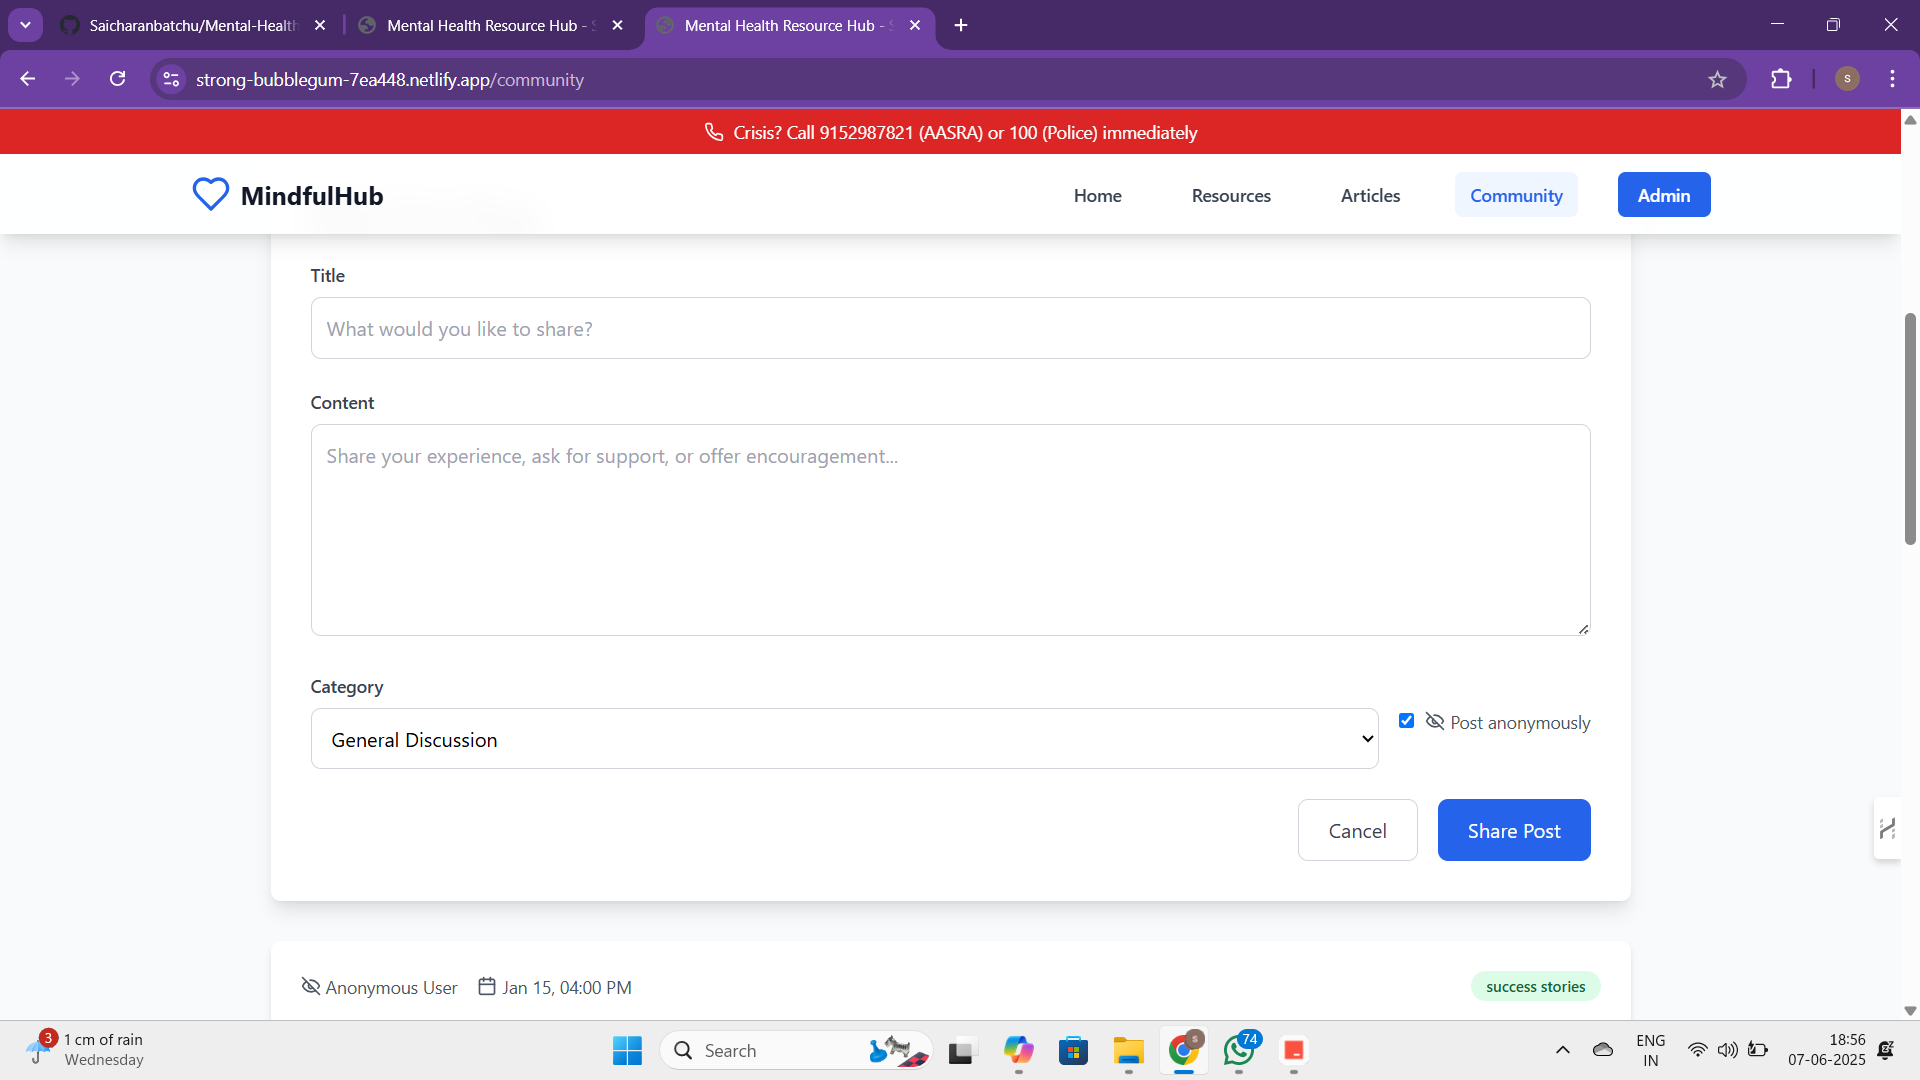 Saicharanbatchu/Mental-Health
Mental Health Resource Hub - S
Mental Health Resource Hub - S
strong-bubblegum-7ea448.netlify.app/community
S
Crisis? Call 9152987821 (AASRA) or 100 (Police) immediately
MindfulHub
Home
Resources
Articles
Community
Admin
Title
What would you like to share?
Content
Share your experience, ask for support, or offer encouragement...
Category
General Discussion
Post anonymously
Cancel
Share Post
Anonymous User
Jan 15, 04:00 PM
success stories
3
1 cm of rain
Wednesday
Search
S
74
ENG
IN
18:56
07-06-2025